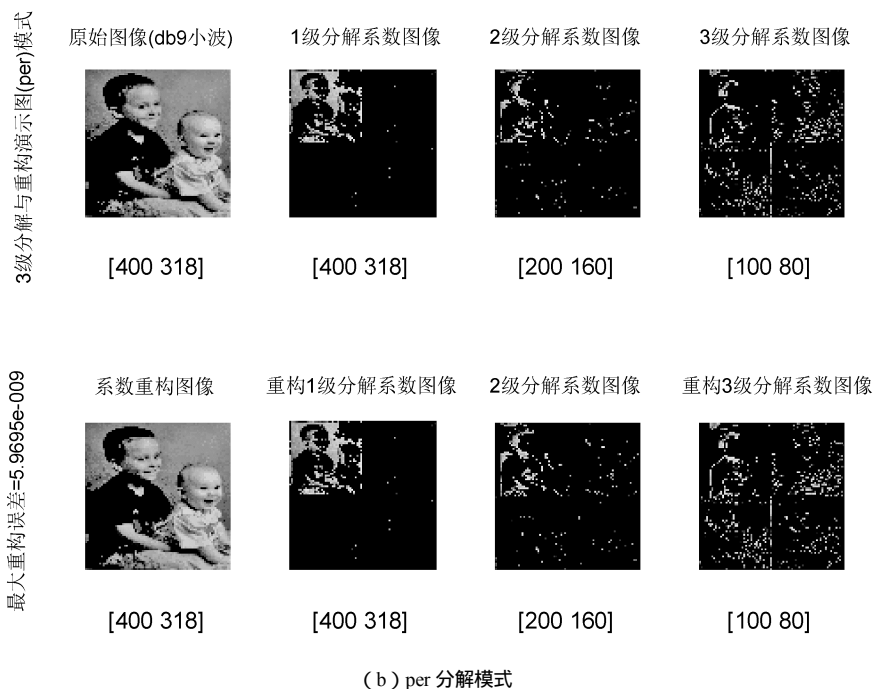 3级分解与重构演示图(per)模式
原始图像(db9小波)
1级分解系数图像
2级分解系数图像
3级分解系数图像
[400 318]
[400 318]
[200 160]
[100 80]
最大重构误差=5.9695e-009
系数重构图像
重构1级分解系数图像
2级分解系数图像
重构3级分解系数图像
[400 318]
[400 318]
[200 160]
[100 80]
（b）per 分解模式